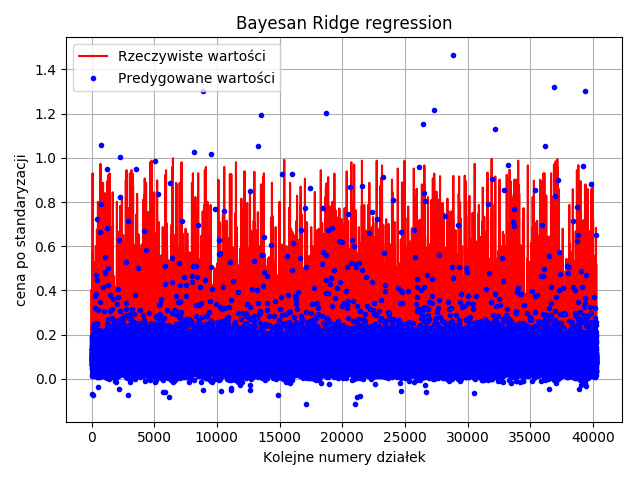 Bayesan Ridge regression
Rzeczywiste wartości
Predygowane wartości
cena po standaryzacji
1.4
1.2
1.0
0.8
0.6
0.4
0.2
0.0
0 5000 10000 15000 20000 25000 30000 35000 40000
Kolejne numery działek